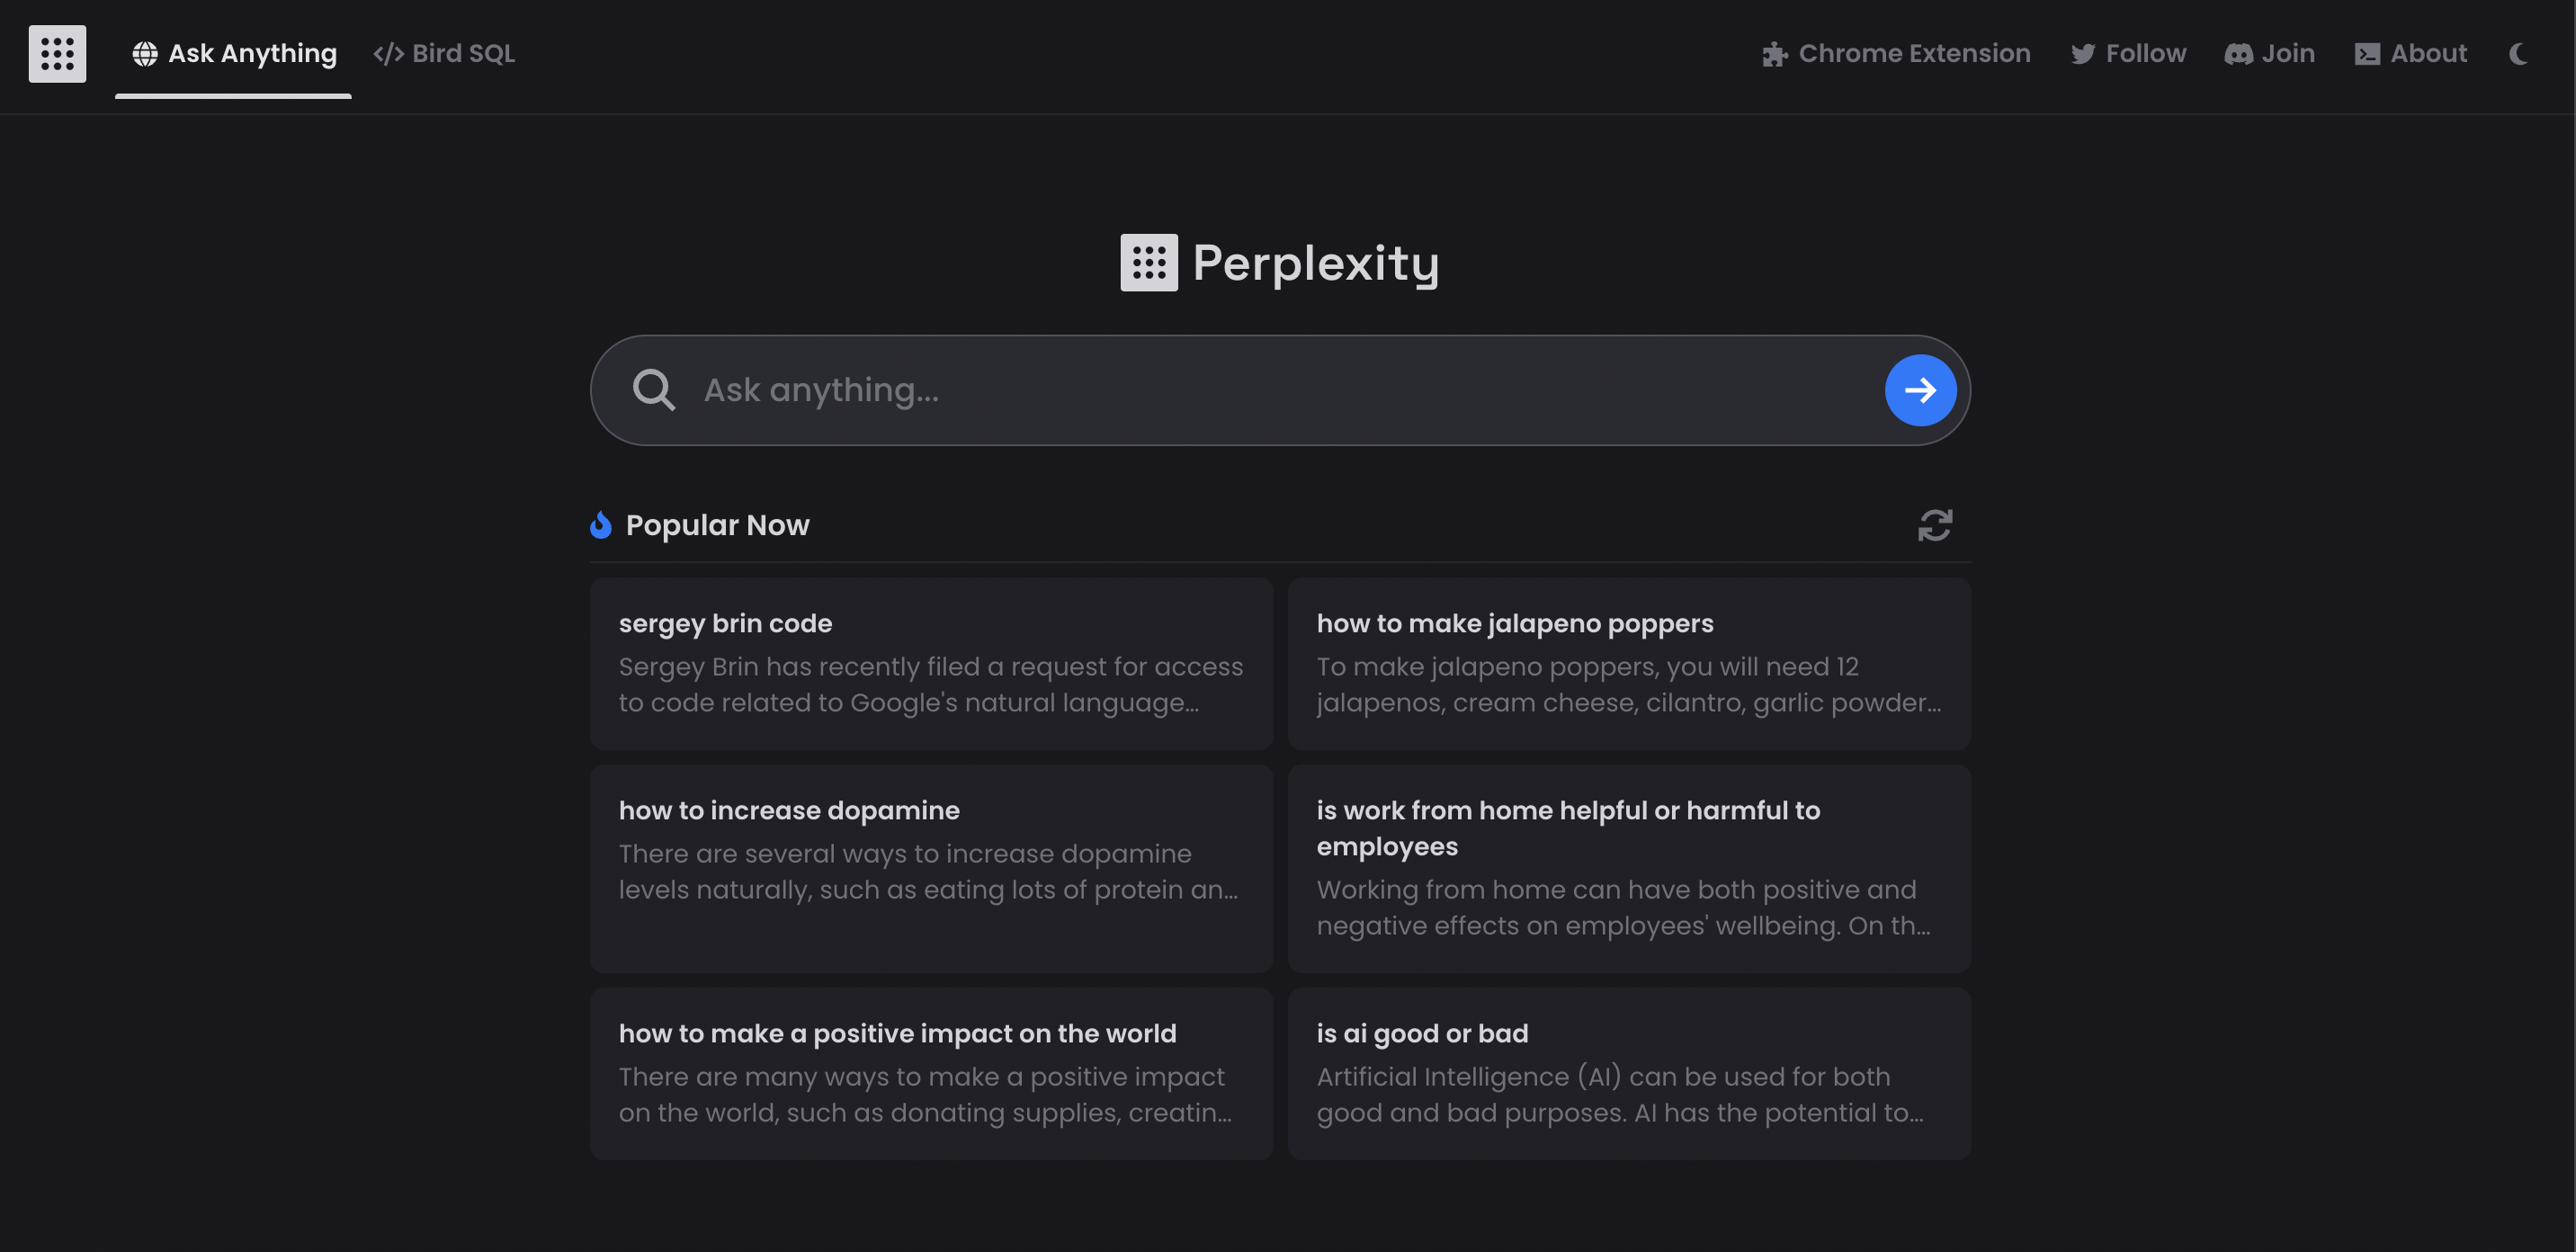 Ask Anything
Bird SQL
Chrome Extension
Follow
Join
About
Perplexity
Ask anything...
Popular Now
sergey brin code
Sergey Brin has recently filed a request for access
to code related to Google's natural language...
how to make jalapeno poppers
To make jalapeno poppers, you will need 12
jalapenos, cream cheese, cilantro, garlic powder...
how to increase dopamine
There are several ways to increase dopamine
levels naturally, such as eating lots of protein an...
is work from home helpful or harmful to
employees
Working from home can have both positive and
negative effects on employees' wellbeing. On th...
how to make a positive impact on the world
There are many ways to make a positive impact
on the world, such as donating supplies, creatin...
is ai good or bad
Artificial Intelligence (AI) can be used for both
good and bad purposes. AI has the potential to...